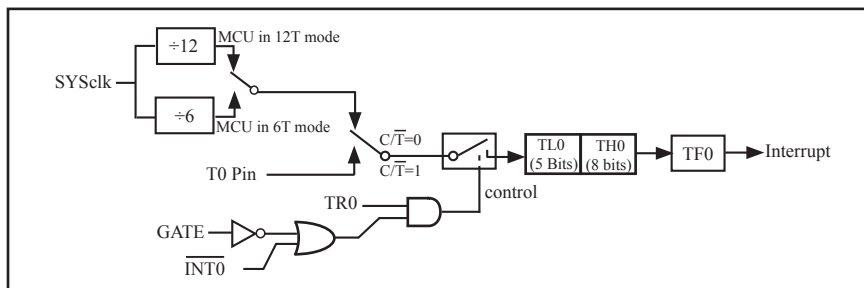 ÷12
MCU in 12T mode
SYSclk
÷6
MCU in 6T mode
C/T̅=0
C/T̅=1
T0 Pin
TL0
(5 Bits)
TH0
(8 bits)
TF0
Interrupt
control
TR0
GATE
I̅N̅T̅0̅